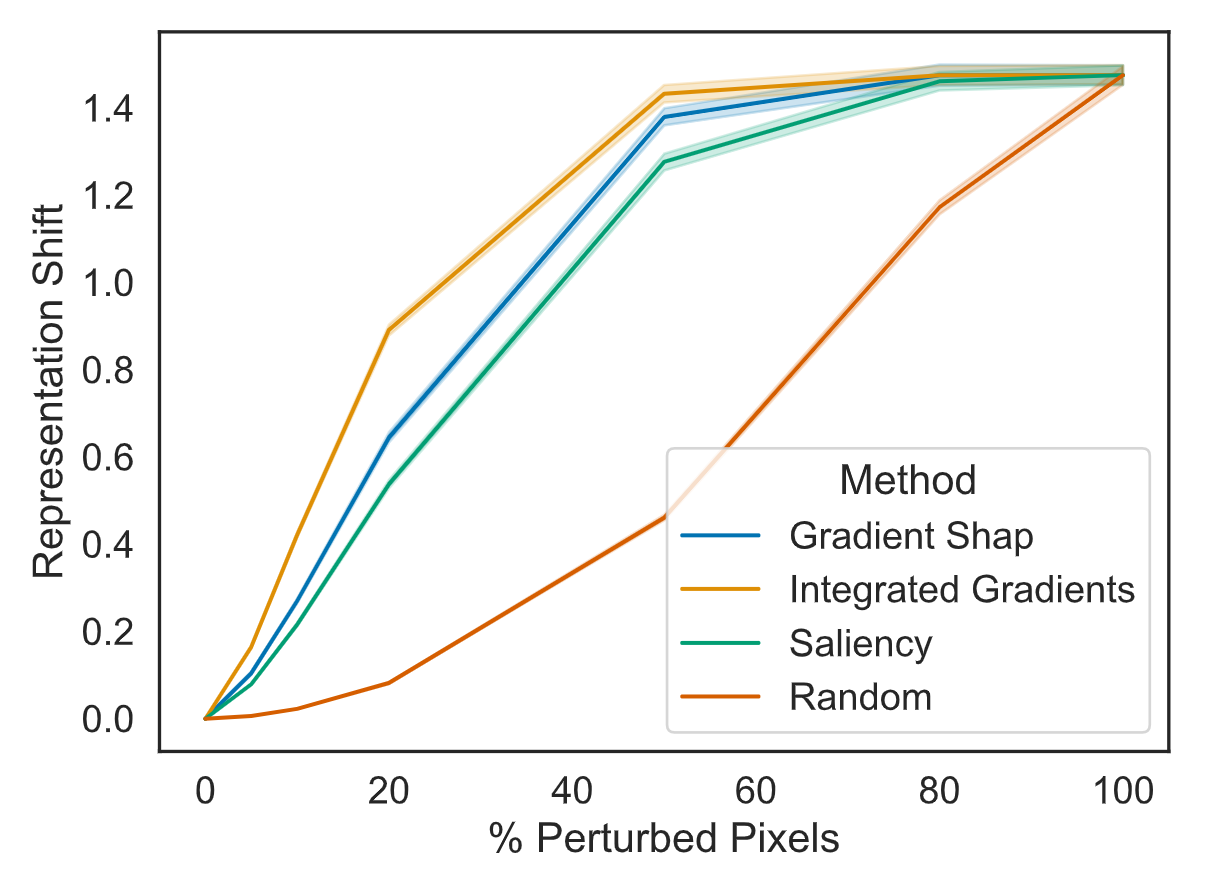 Representation Shift
1.4
1.2
1.0
0.8
0.6
0.4
0.2
0.0
Method
Gradient Shap
Integrated Gradients
Saliency
Random
0 20 40 60 80 100
% Perturbed Pixels